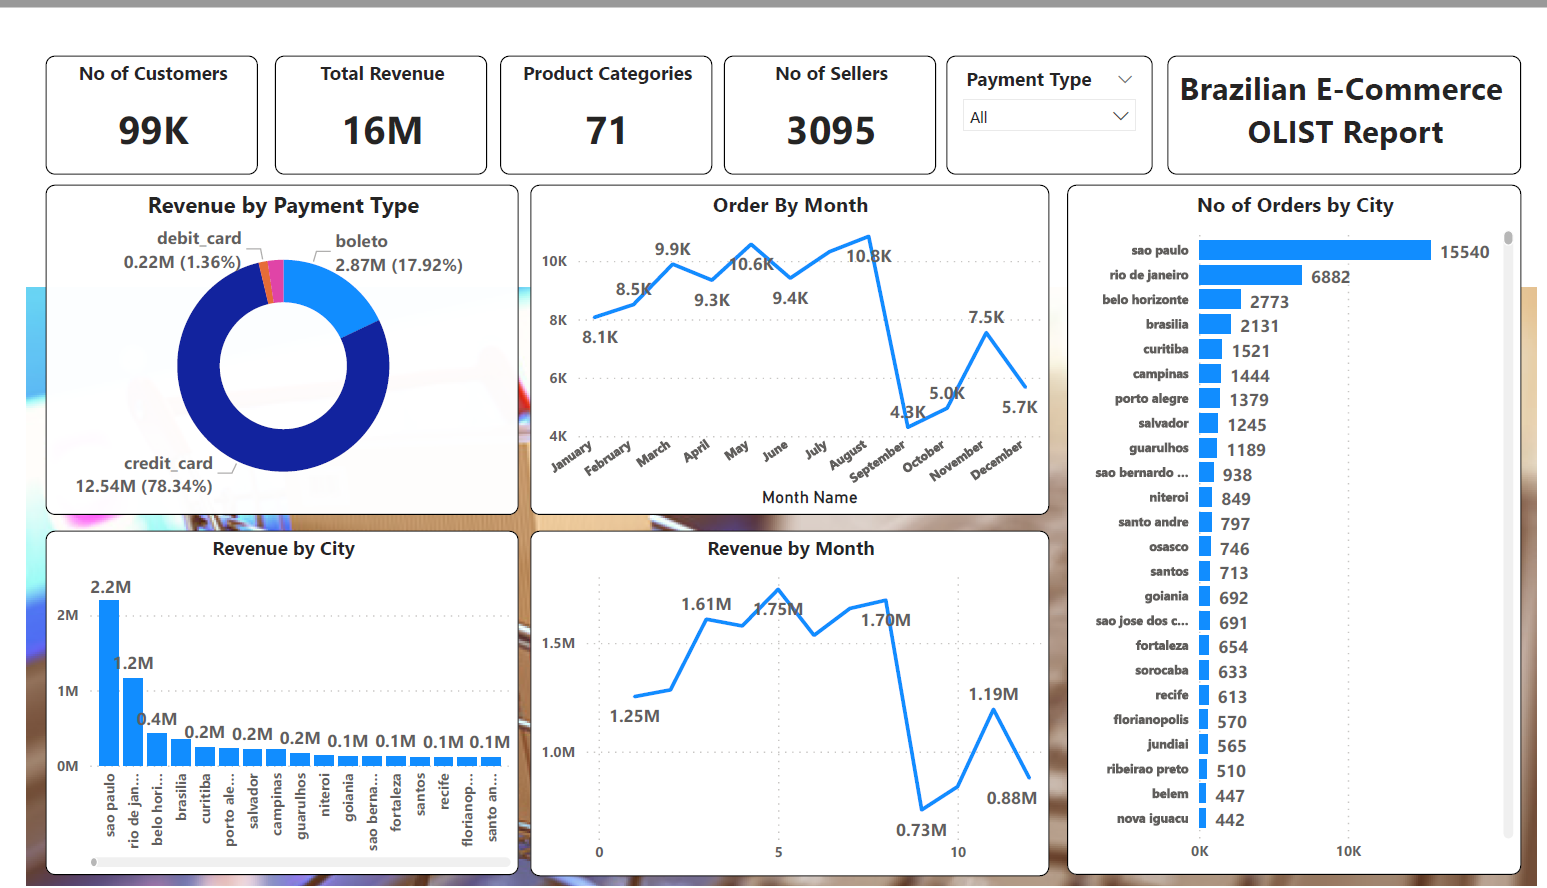 No of Customers
99K
Total Revenue
16M
Product Categories
71
No of Sellers
3095
Payment Type
All
Brazilian E-Commerce
OLIST Report
Revenue by Payment Type
debit_card
0.22M (1.36%)
boleto
2.87M (17.92%)
credit_card
12.54M (78.34%)
Order By Month
10K
8K
6K
4K
8.1K
8.5K
9.9K
9.3K
10.6K
9.4K
10.8K
4.3K
5.0K
7.5K
5.7K
January
February
March
April
May
June
July
August
September
October
November
December
Month Name
No of Orders by City
sao paulo 15540
rio de janeiro 6882
belo horizonte 2773
brasilia 2131
curitiba 1521
campinas 1444
porto alegre 1379
salvador 1245
guarulhos 1189
sao bernardo ... 938
niteroi 849
santo andre 797
osasco 746
santos 713
goiania 692
sao jose dos c... 691
fortaleza 654
sorocaba 633
recife 613
florianopolis 570
jundiai 565
ribeirao preto 510
belem 447
nova iguacu 442
0K 10K
Revenue by City
2M
1M
0M
2.2M
1.2M
0.4M
0.2M
0.2M
0.2M
0.1M
0.1M
0.1M
0.1M
sao paulo
rio de jan...
belo hori...
brasilia
curitiba
porto ale...
salvador
campinas
guarulhos
niteroi
goiania
sao berna...
fortaleza
santos
recife
florianop...
santo an...
Revenue by Month
1.5M
1.0M
1.25M
1.61M
1.75M
1.70M
0.73M
1.19M
0.88M
0 5 10